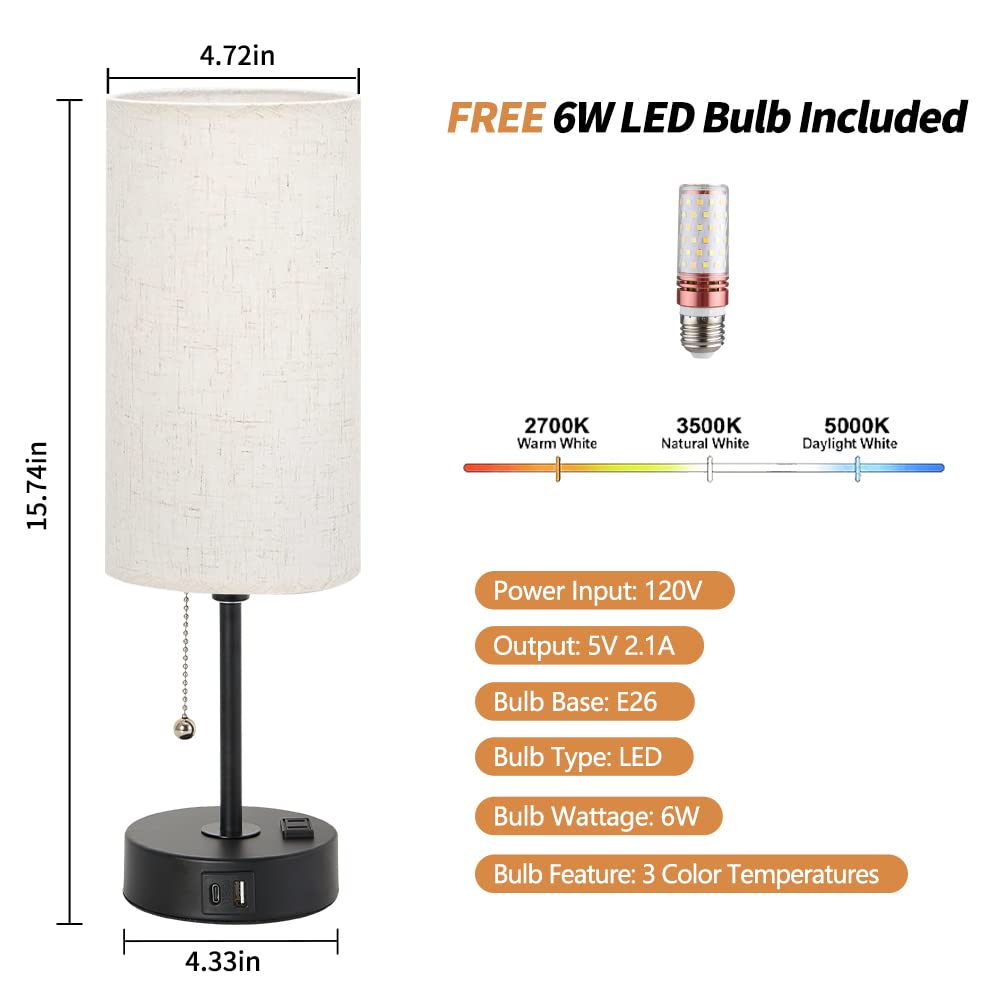 4.72in
FREE 6W LED Bulb Included
15.74in
2700K 3500K 5000K
Warm White Natural White Daylight White
Power Input: 120V
Output: 5V 2.1A
Bulb Base: E26
Bulb Type: LED
Bulb Wattage: 6W
Bulb Feature: 3 Color Temperatures
4.33in